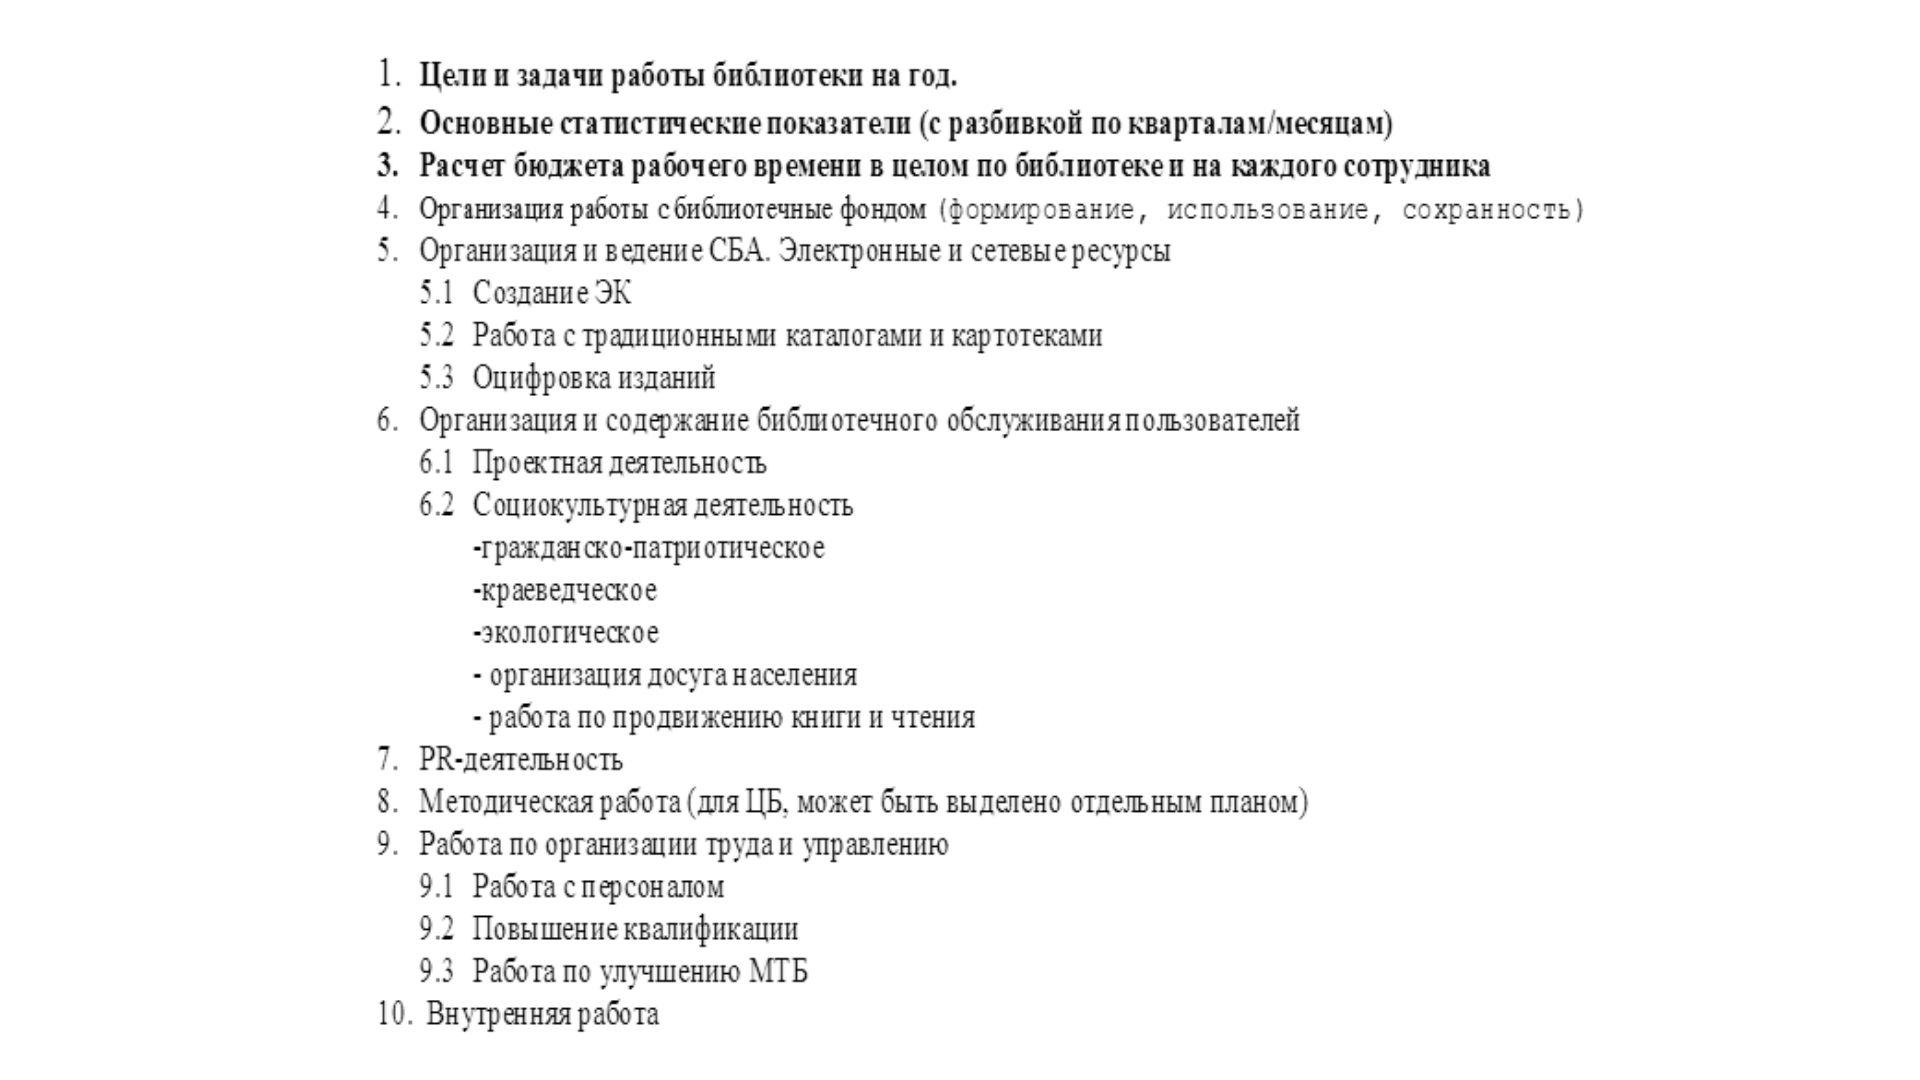 1. Цели и задачи работы библиотеки на год.
2. Основные статистические показатели (с разбивкой по кварталам/месяцам)
3. Расчет бюджета рабочего времени в целом по библиотеке и на каждого сотрудника
4. Организация работы с библиотечные фондом (формирование, использование, сохранность)
5. Организация и ведение СБА. Электронные и сетевые ресурсы
5.1 Создание ЭК
5.2 Работа с традиционными каталогами и картотеками
5.3 Оцифровка изданий
6. Организация и содержание библиотечного обслуживания пользователей
6.1 Проектная деятельность
6.2 Социокультурная деятельность
-гражданско-патриотическое
-краеведческое
-экологическое
- организация досуга населения
- работа по продвижению книги и чтения
7. PR-деятельность
8. Методическая работа (для ЦБ, может быть выделено отдельным планом)
9. Работа по организации труда и управлению
9.1 Работа с персоналом
9.2 Повышение квалификации
9.3 Работа по улучшению МТБ
10. Внутренняя работа